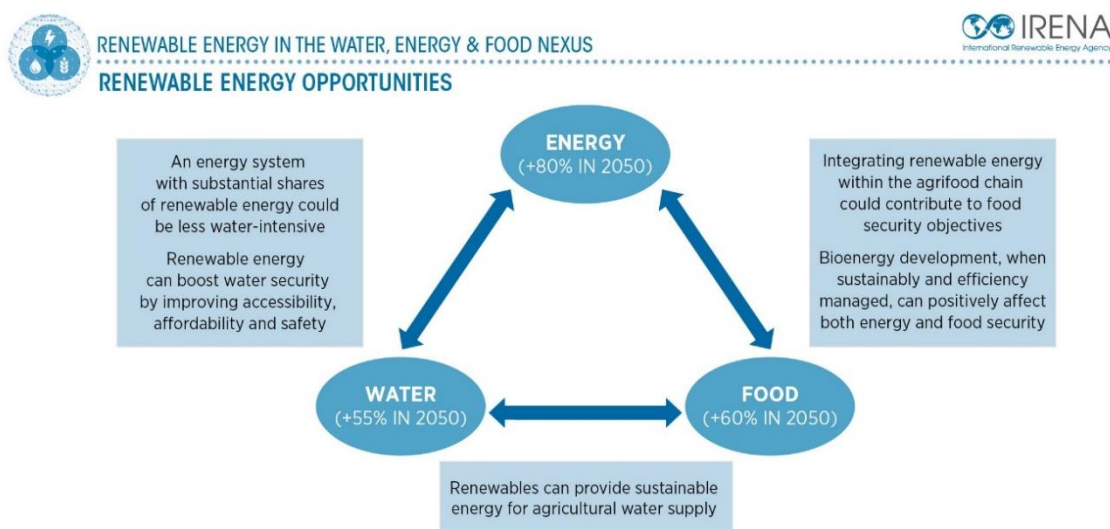 RENEWABLE ENERGY IN THE WATER, ENERGY & FOOD NEXUS
IRENA
International Renewable Energy Agency
RENEWABLE ENERGY OPPORTUNITIES
ENERGY
(+80% IN 2050)
An energy system
with substantial shares
of renewable energy could
be less water-intensive
Renewable energy
can boost water security
by improving accessibility,
affordability and safety
Integrating renewable energy
within the agrifood chain
could contribute to food
security objectives
Bioenergy development, when
sustainably and efficiency
managed, can positively affect
both energy and food security
WATER
(+55% IN 2050)
FOOD
(+60% IN 2050)
Renewables can provide sustainable
energy for agricultural water supply